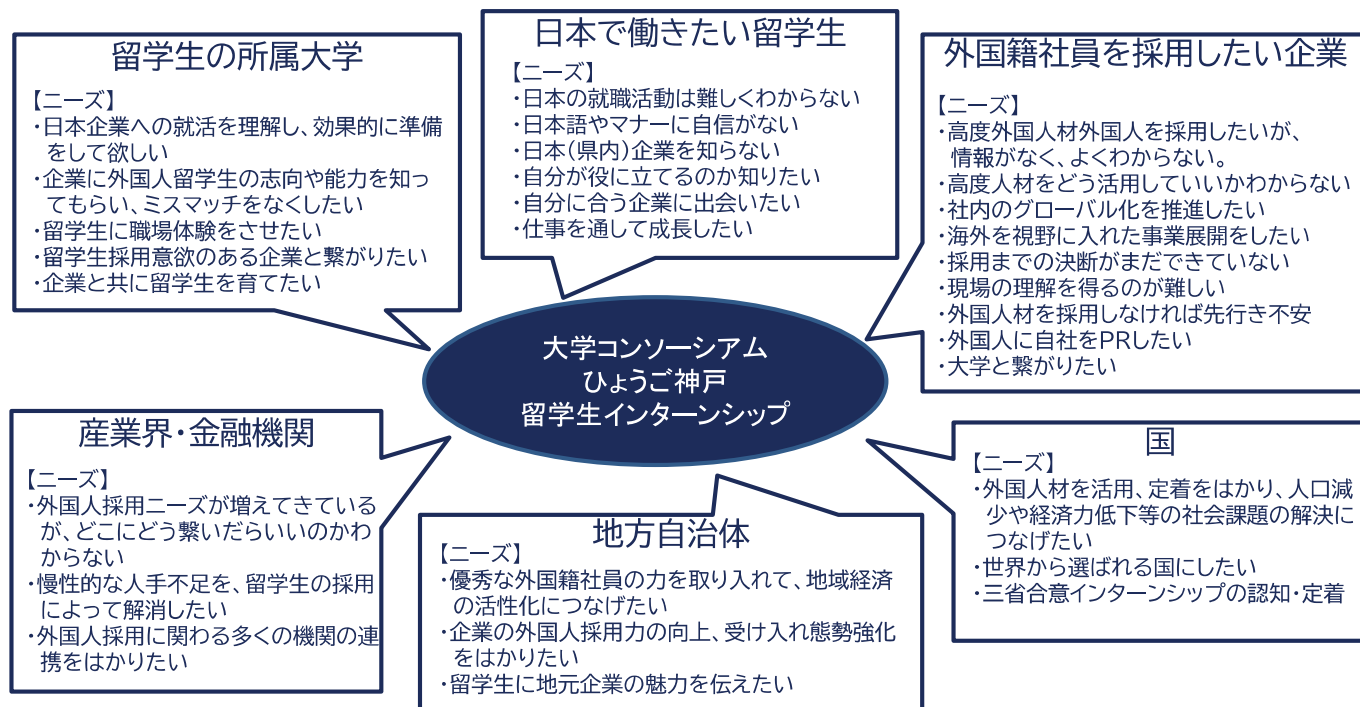 留学生の所属大学
【ニーズ】
・日本企業への就活を理解し、効果的に準備
をして欲しい
・企業に外国人留学生の志向や能力を知っ
てもらい、ミスマッチをなくしたい
・留学生に職場体験をさせたい
・留学生採用意欲のある企業と繋がりたい
・企業と共に留学生を育てたい
日本で働きたい留学生
【ニーズ】
・日本の就職活動は難しくわからない
・日本語やマナーに自信がない
・日本(県内)企業を知らない
・自分が役に立てるのか知りたい
・自分に合う企業に出会いたい
・仕事を通して成長したい
外国籍社員を採用したい企業
【ニーズ】
・高度外国人材外国人を採用したいが、
情報がなく、よくわからない。
・高度人材をどう活用していいかわからない
・社内のグローバル化を推進したい
・海外を視野に入れた事業展開をしたい
・採用までの決断がまだできていない
・現場の理解を得るのが難しい
・外国人材を採用しなければ先行き不安
・外国人に自社をPRしたい
・大学と繋がりたい
大学コンソーシアム
ひょうご神戸
留学生インターンシップ
産業界・金融機関
【ニーズ】
・外国人採用ニーズが増えてきている
が、どこにどう繋いだらいいのかわ
からない
・慢性的な人手不足を、留学生の採用
によって解消したい
・外国人採用に関わる多くの機関の連
携をはかりたい
地方自治体
【ニーズ】
・優秀な外国籍社員の力を取り入れて、地域経済
の活性化につなげたい
・企業の外国人採用力の向上、受け入れ態勢強化
をはかりたい
・留学生に地元企業の魅力を伝えたい
国
【ニーズ】
・外国人材を活用、定着をはかり、人口減
少や経済力低下等の社会課題の解決に
つなげたい
・世界から選ばれる国にしたい
・三省合意インターンシップの認知・定着